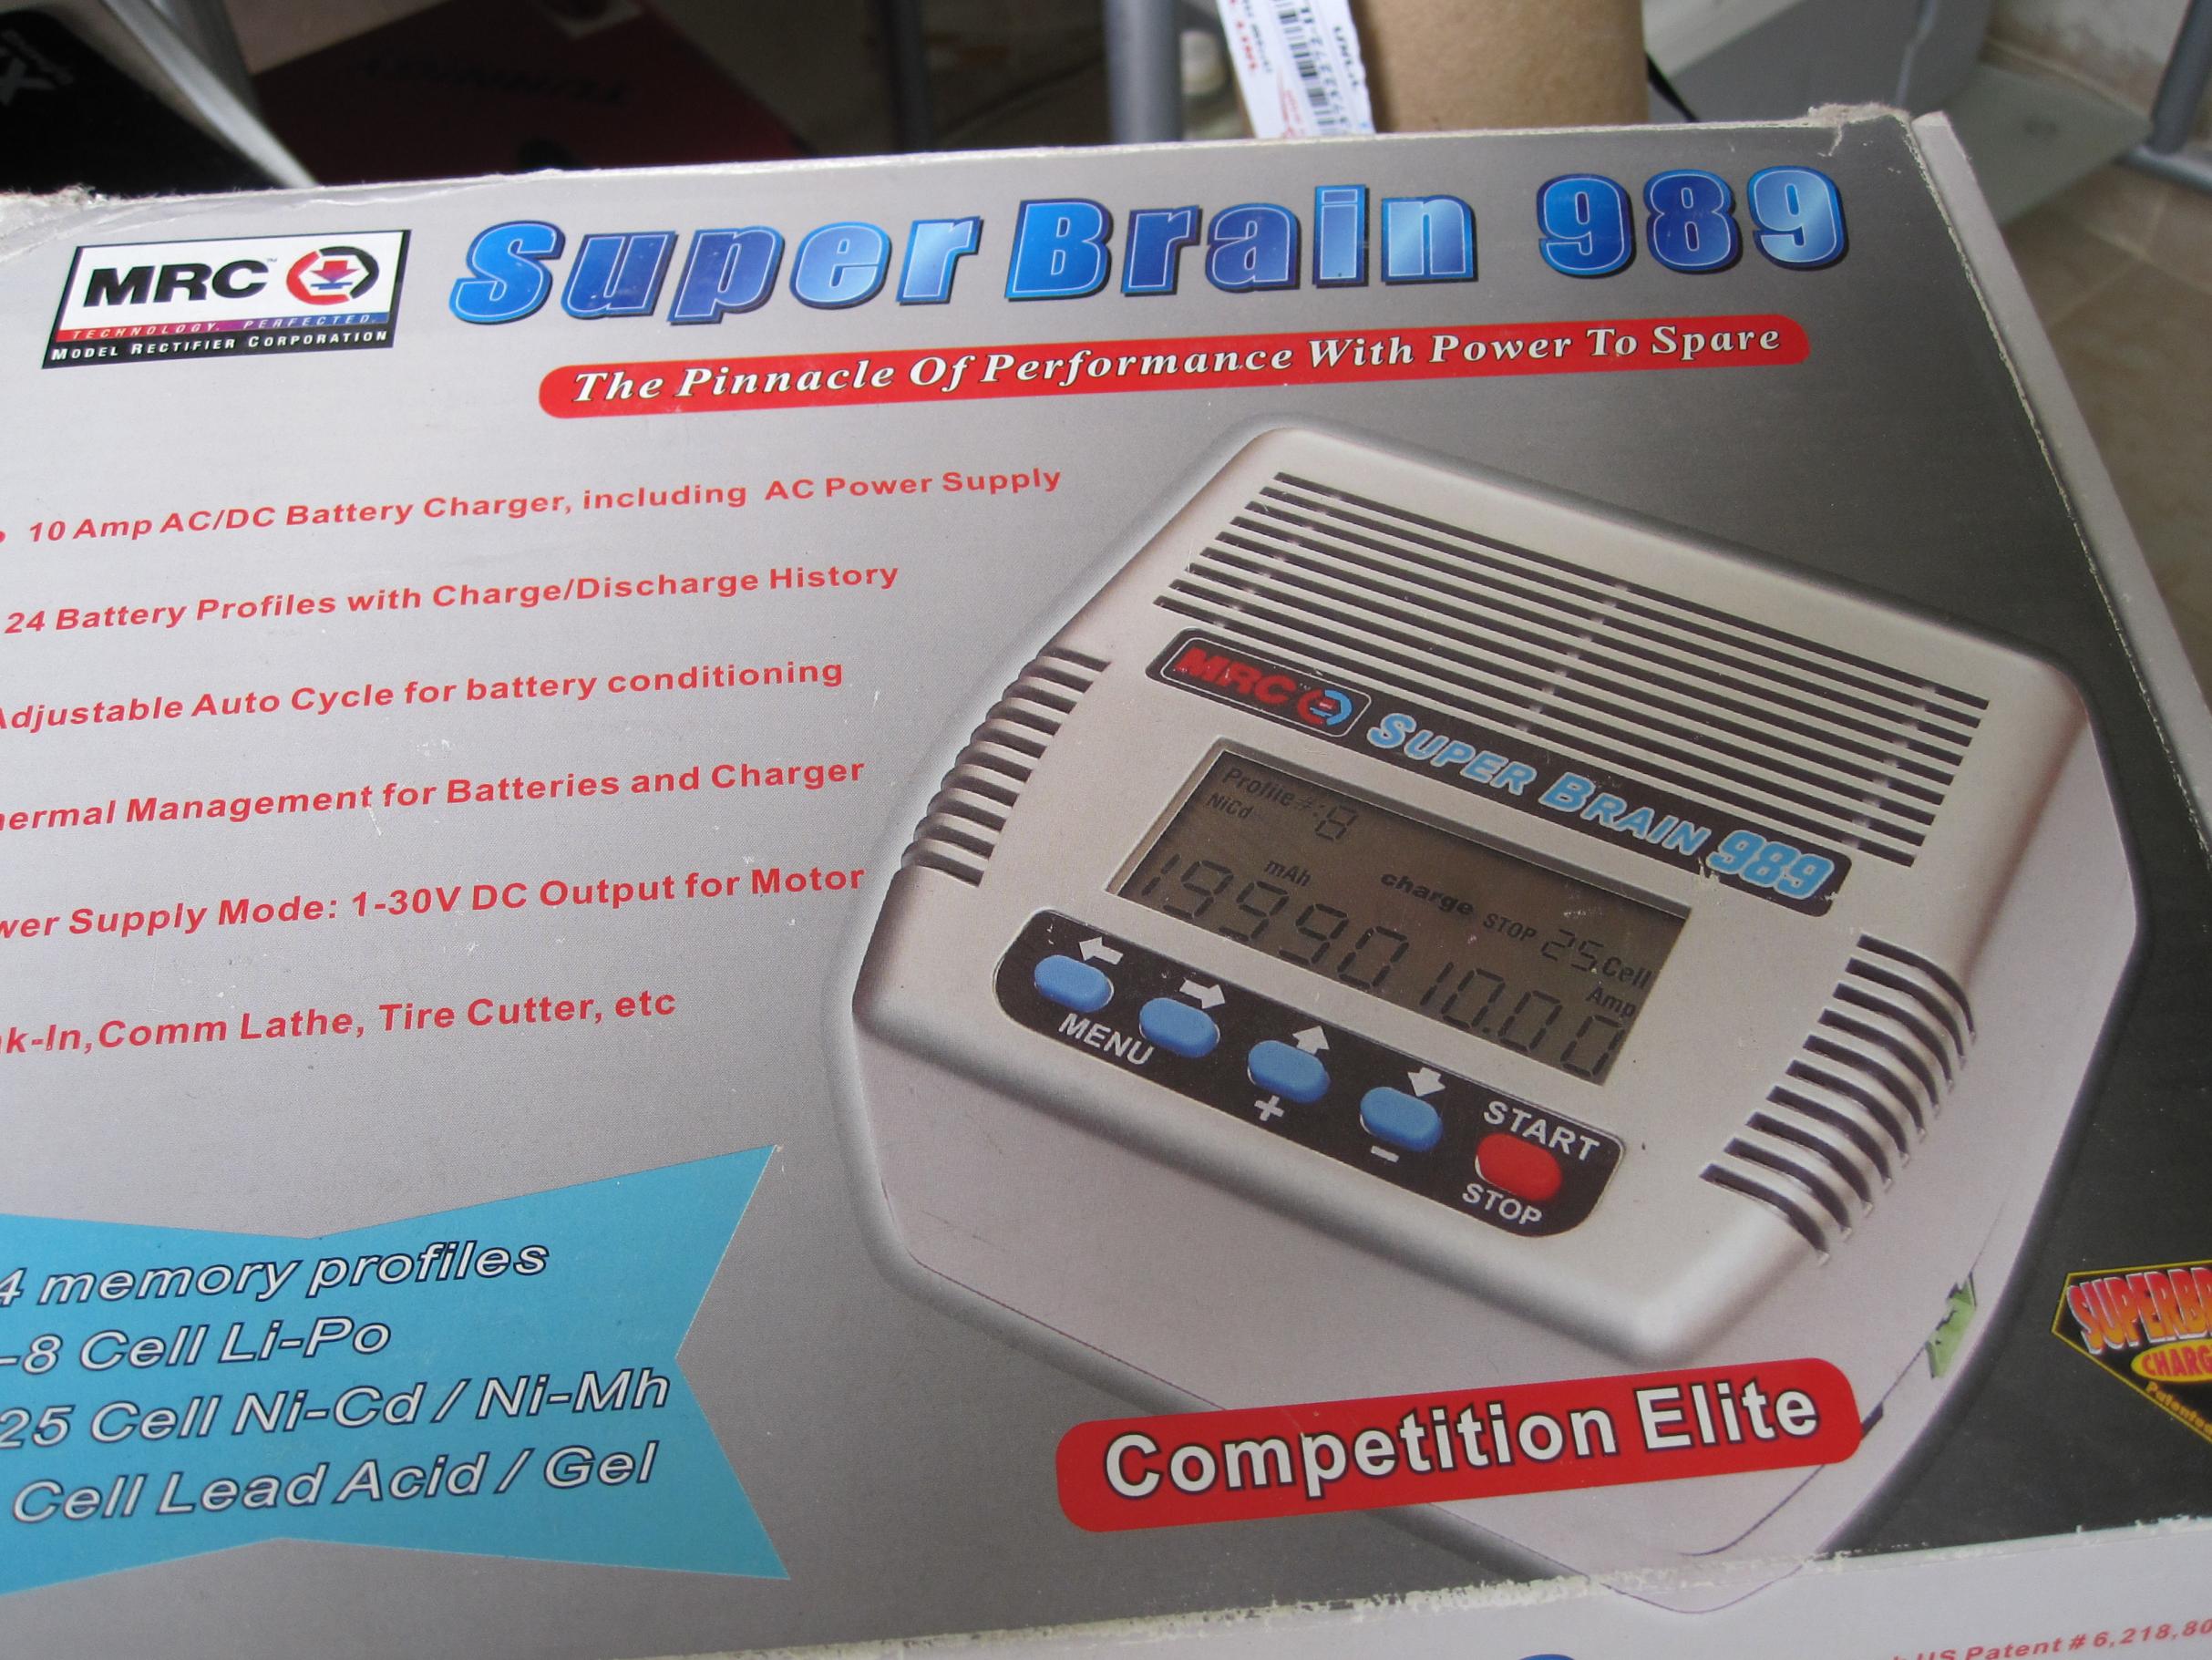 MRC™
TECHNOLOGY. PERFECTED.
MODEL RECTIFIER CORPORATION
Super Brain 989
The Pinnacle Of Performance With Power To Spare
10 Amp AC/DC Battery Charger, including AC Power Supply
24 Battery Profiles with Charge/Discharge History
Adjustable Auto Cycle for battery conditioning
Management for Batteries and Charger
Supply Mode: 1-30V DC Output for Motor
Comm Lathe, Tire Cutter, etc
MRC SUPER BRAIN 989
Profile #: 8
NiCd
mAh charge STOP 25 Cell
19990 10.00 Amp
MENU
+
-
START
STOP
4 memory profiles
-8 Cell Li-Po
25 Cell Ni-Cd / Ni-Mh
Cell Lead Acid / Gel
Competition Elite
US Patent # 6,218,80